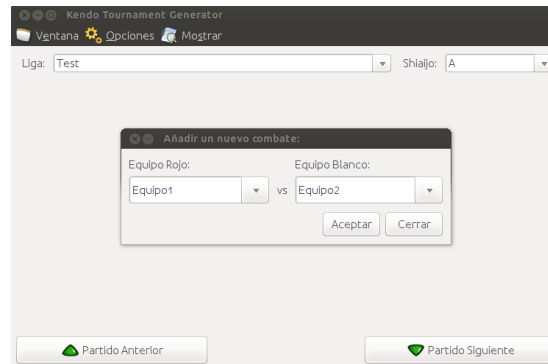 Kendo Tournament Generator
Ventana Opciones Mostrar
Liga: Test Shiaijo: A
Añadir un nuevo combate:
Equipo Rojo: Equipo Blanco:
Equipo1 vs Equipo2
Aceptar Cerrar
Partido Anterior Partido Siguiente